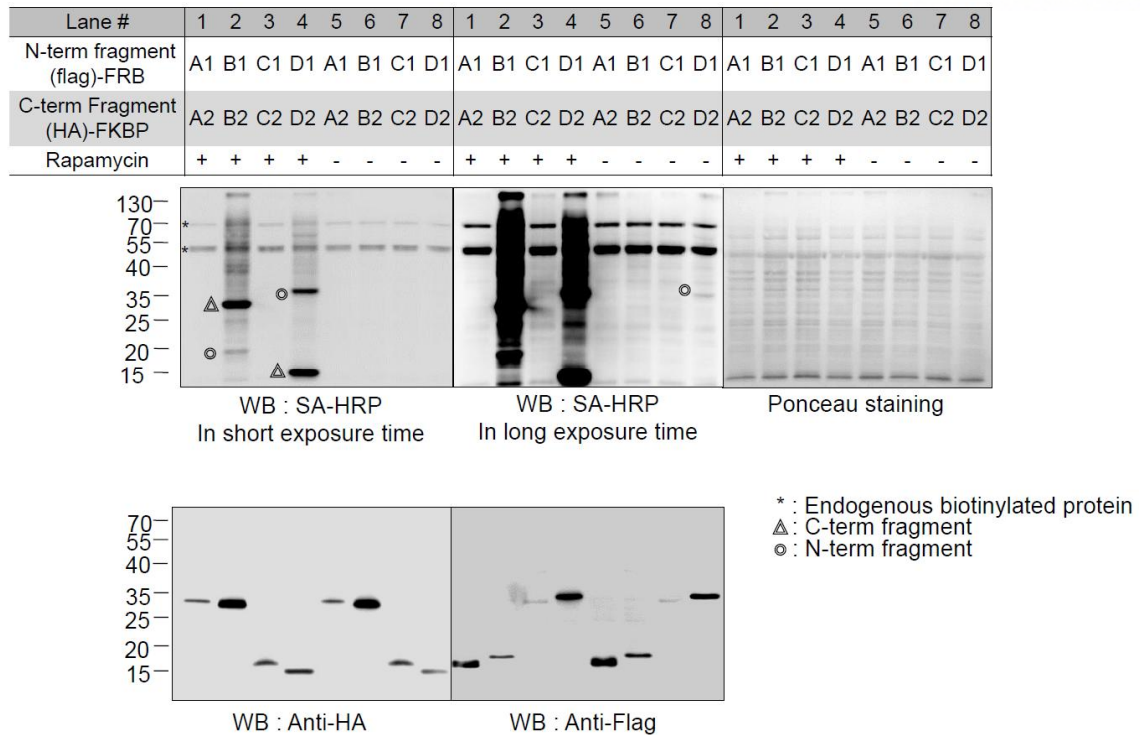 Lane # 1 2 3 4 5 6 7 8 1 2 3 4 5 6 7 8 1 2 3 4 5 6 7 8
N-term fragment
(flag)-FRB
A1 B1 C1 D1 A1 B1 C1 D1 A1 B1 C1 D1 A1 B1 C1 D1 A1 B1 C1 D1 A1 B1 C1 D1
C-term Fragment
(HA)-FKBP
A2 B2 C2 D2 A2 B2 C2 D2 A2 B2 C2 D2 A2 B2 C2 D2 A2 B2 C2 D2 A2 B2 C2 D2
Rapamycin + + + + - - - - + + + + - - - - + + + + - - - -
130
70
*
55
*
40
35
25
20
15
WB : SA-HRP
In short exposure time
WB : SA-HRP
In long exposure time
Ponceau staining
70
55
40
35
25
20
15
WB : Anti-HA
WB : Anti-Flag
* : Endogenous biotinylated protein
◬ : C-term fragment
◎ : N-term fragment